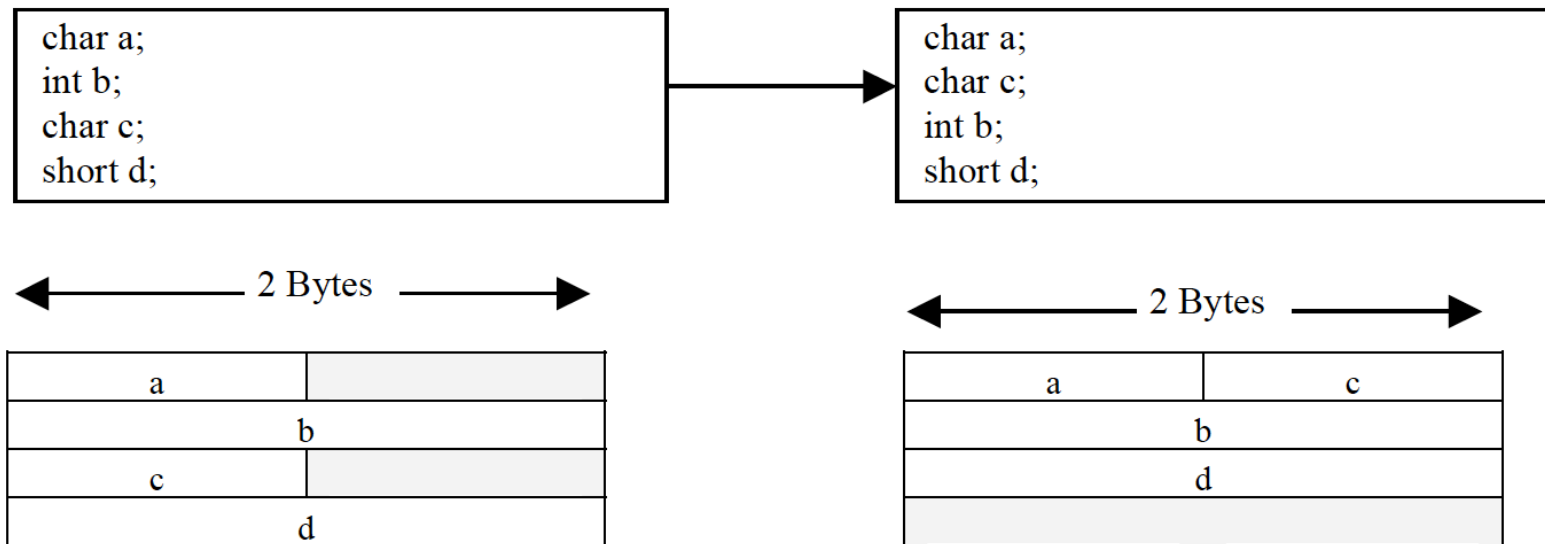 char a;
int b;
char c;
short d;
char a;
char c;
int b;
short d;
2 Bytes
2 Bytes
a
b
c
d
a c
b
d